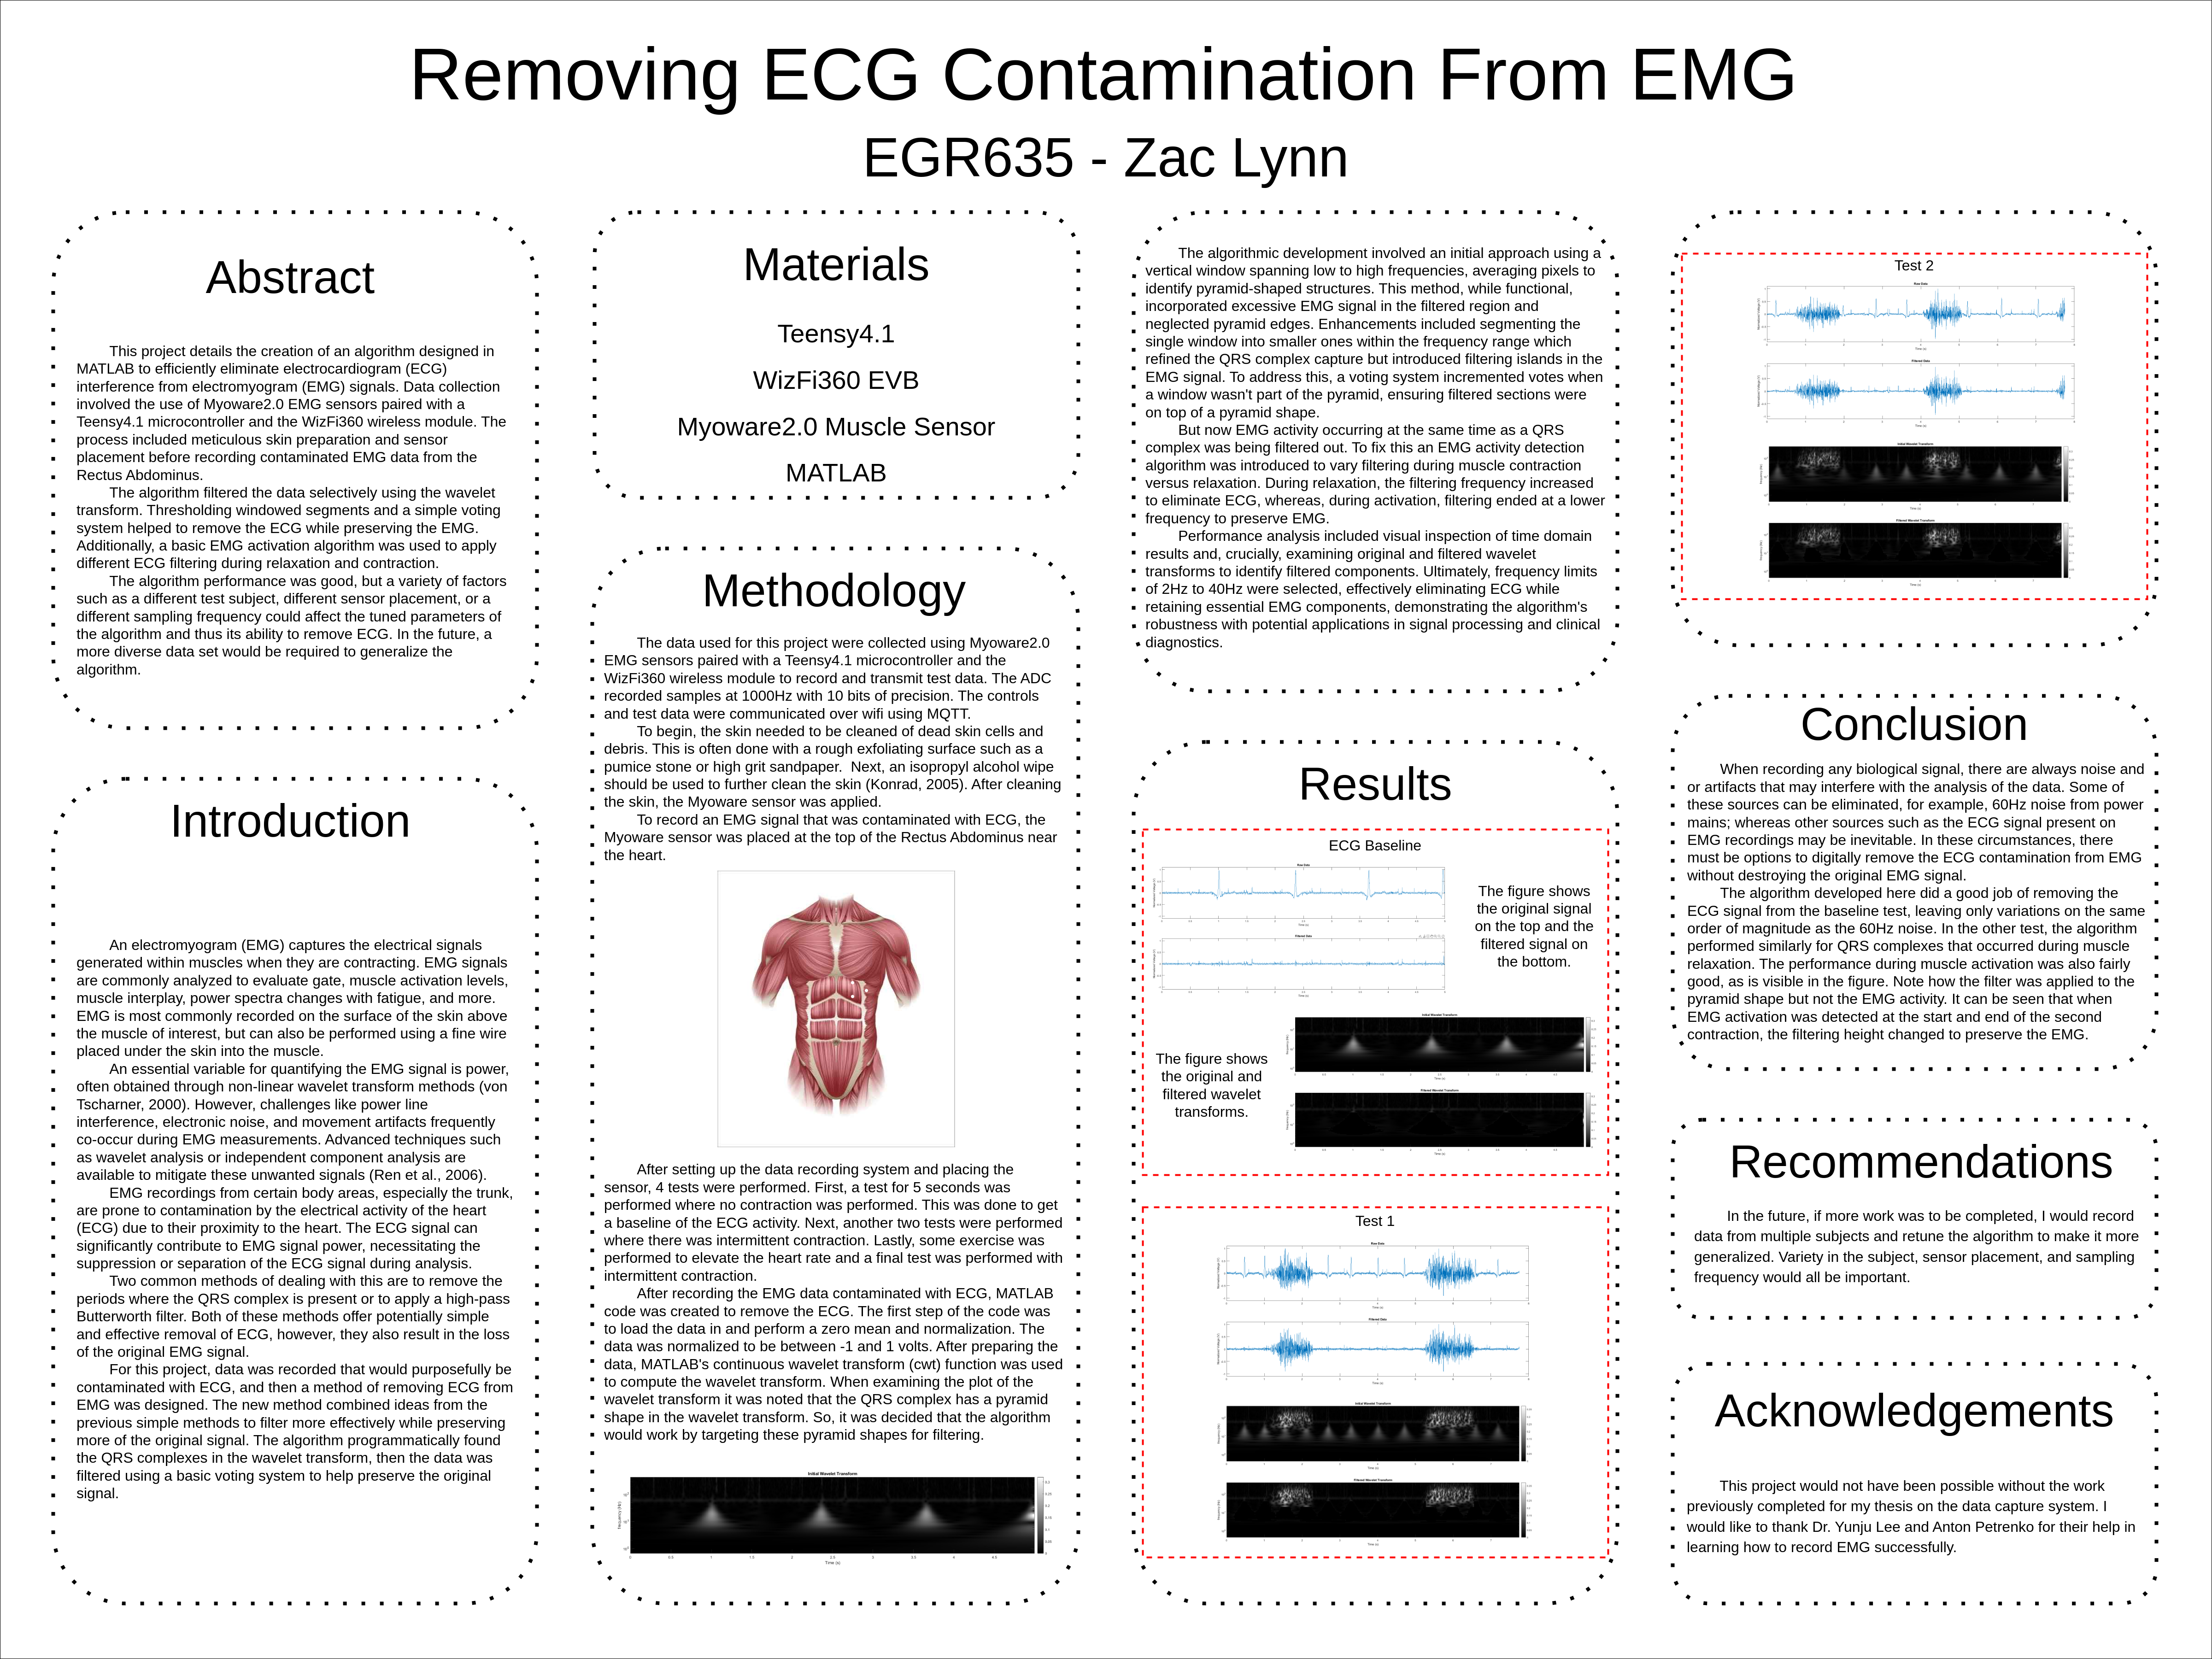 Removing ECG Contamination From EMG
EGR635 - Zac Lynn
Abstract
This project details the creation of an algorithm designed in
MATLAB to efficiently eliminate electrocardiogram (ECG)
interference from electromyogram (EMG) signals. Data collection
involved the use of Myoware2.0 EMG sensors paired with a
Teensy4.1 microcontroller and the WizFi360 wireless module. The
process included meticulous skin preparation and sensor
placement before recording contaminated EMG data from the
Rectus Abdominus.
The algorithm filtered the data selectively using the wavelet
transform. Thresholding windowed segments and a simple voting
system helped to remove the ECG while preserving the EMG.
Additionally, a basic EMG activation algorithm was used to apply
different ECG filtering during relaxation and contraction.
The algorithm performance was good, but a variety of factors
such as a different test subject, different sensor placement, or a
different sampling frequency could affect the tuned parameters of
the algorithm and thus its ability to remove ECG. In the future, a
more diverse data set would be required to generalize the
algorithm.
Introduction
An electromyogram (EMG) captures the electrical signals
generated within muscles when they are contracting. EMG signals
are commonly analyzed to evaluate gate, muscle activation levels,
muscle interplay, power spectra changes with fatigue, and more.
EMG is most commonly recorded on the surface of the skin above
the muscle of interest, but can also be performed using a fine wire
placed under the skin into the muscle.
An essential variable for quantifying the EMG signal is power,
often obtained through non-linear wavelet transform methods (von
Tscharner, 2000). However, challenges like power line
interference, electronic noise, and movement artifacts frequently
co-occur during EMG measurements. Advanced techniques such
as wavelet analysis or independent component analysis are
available to mitigate these unwanted signals (Ren et al., 2006).
EMG recordings from certain body areas, especially the trunk,
are prone to contamination by the electrical activity of the heart
(ECG) due to their proximity to the heart. The ECG signal can
significantly contribute to EMG signal power, necessitating the
suppression or separation of the ECG signal during analysis.
Two common methods of dealing with this are to remove the
periods where the QRS complex is present or to apply a high-pass
Butterworth filter. Both of these methods offer potentially simple
and effective removal of ECG, however, they also result in the loss
of the original EMG signal.
For this project, data was recorded that would purposefully be
contaminated with ECG, and then a method of removing ECG from
EMG was designed. The new method combined ideas from the
previous simple methods to filter more effectively while preserving
more of the original signal. The algorithm programmatically found
the QRS complexes in the wavelet transform, then the data was
filtered using a basic voting system to help preserve the original
signal.
Materials
Teensy4.1
WizFi360 EVB
Myoware2.0 Muscle Sensor
MATLAB
Methodology
The data used for this project were collected using Myoware2.0
EMG sensors paired with a Teensy4.1 microcontroller and the
WizFi360 wireless module to record and transmit test data. The ADC
recorded samples at 1000Hz with 10 bits of precision. The controls
and test data were communicated over wifi using MQTT.
To begin, the skin needed to be cleaned of dead skin cells and
debris. This is often done with a rough exfoliating surface such as a
pumice stone or high grit sandpaper.  Next, an isopropyl alcohol wipe
should be used to further clean the skin (Konrad, 2005). After cleaning
the skin, the Myoware sensor was applied.
To record an EMG signal that was contaminated with ECG, the
Myoware sensor was placed at the top of the Rectus Abdominus near
the heart.
After setting up the data recording system and placing the
sensor, 4 tests were performed. First, a test for 5 seconds was
performed where no contraction was performed. This was done to get
a baseline of the ECG activity. Next, another two tests were performed
where there was intermittent contraction. Lastly, some exercise was
performed to elevate the heart rate and a final test was performed with
intermittent contraction.
After recording the EMG data contaminated with ECG, MATLAB
code was created to remove the ECG. The first step of the code was
to load the data in and perform a zero mean and normalization. The
data was normalized to be between -1 and 1 volts. After preparing the
data, MATLAB's continuous wavelet transform (cwt) function was used
to compute the wavelet transform. When examining the plot of the
wavelet transform it was noted that the QRS complex has a pyramid
shape in the wavelet transform. So, it was decided that the algorithm
would work by targeting these pyramid shapes for filtering.
Initial Wavelet Transform
Frequency (Hz)
0 0.5 1 1.5 2 2.5 3 3.5 4 4.5
Time (s)
The algorithmic development involved an initial approach using a
vertical window spanning low to high frequencies, averaging pixels to
identify pyramid-shaped structures. This method, while functional,
incorporated excessive EMG signal in the filtered region and
neglected pyramid edges. Enhancements included segmenting the
single window into smaller ones within the frequency range which
refined the QRS complex capture but introduced filtering islands in the
EMG signal. To address this, a voting system incremented votes when
a window wasn't part of the pyramid, ensuring filtered sections were
on top of a pyramid shape.
But now EMG activity occurring at the same time as a QRS
complex was being filtered out. To fix this an EMG activity detection
algorithm was introduced to vary filtering during muscle contraction
versus relaxation. During relaxation, the filtering frequency increased
to eliminate ECG, whereas, during activation, filtering ended at a lower
frequency to preserve EMG.
Performance analysis included visual inspection of time domain
results and, crucially, examining original and filtered wavelet
transforms to identify filtered components. Ultimately, frequency limits
of 2Hz to 40Hz were selected, effectively eliminating ECG while
retaining essential EMG components, demonstrating the algorithm's
robustness with potential applications in signal processing and clinical
diagnostics.
Results
ECG Baseline
Raw Data
Time (s)
Filtered Data
Time (s)
The figure shows
the original signal
on the top and the
filtered signal on
the bottom.
The figure shows
the original and
filtered wavelet
transforms.
Initial Wavelet Transform
Time (s)
Filtered Wavelet Transform
Time (s)
Test 1
Raw Data
Time (s)
Filtered Data
Time (s)
Initial Wavelet Transform
Time (s)
Filtered Wavelet Transform
Time (s)
Test 2
Raw Data
Time (s)
Filtered Data
Time (s)
Initial Wavelet Transform
Time (s)
Filtered Wavelet Transform
Time (s)
Conclusion
When recording any biological signal, there are always noise and
or artifacts that may interfere with the analysis of the data. Some of
these sources can be eliminated, for example, 60Hz noise from power
mains; whereas other sources such as the ECG signal present on
EMG recordings may be inevitable. In these circumstances, there
must be options to digitally remove the ECG contamination from EMG
without destroying the original EMG signal.
The algorithm developed here did a good job of removing the
ECG signal from the baseline test, leaving only variations on the same
order of magnitude as the 60Hz noise. In the other test, the algorithm
performed similarly for QRS complexes that occurred during muscle
relaxation. The performance during muscle activation was also fairly
good, as is visible in the figure. Note how the filter was applied to the
pyramid shape but not the EMG activity. It can be seen that when
EMG activation was detected at the start and end of the second
contraction, the filtering height changed to preserve the EMG.
Recommendations
In the future, if more work was to be completed, I would record
data from multiple subjects and retune the algorithm to make it more
generalized. Variety in the subject, sensor placement, and sampling
frequency would all be important.
Acknowledgements
This project would not have been possible without the work
previously completed for my thesis on the data capture system. I
would like to thank Dr. Yunju Lee and Anton Petrenko for their help in
learning how to record EMG successfully.